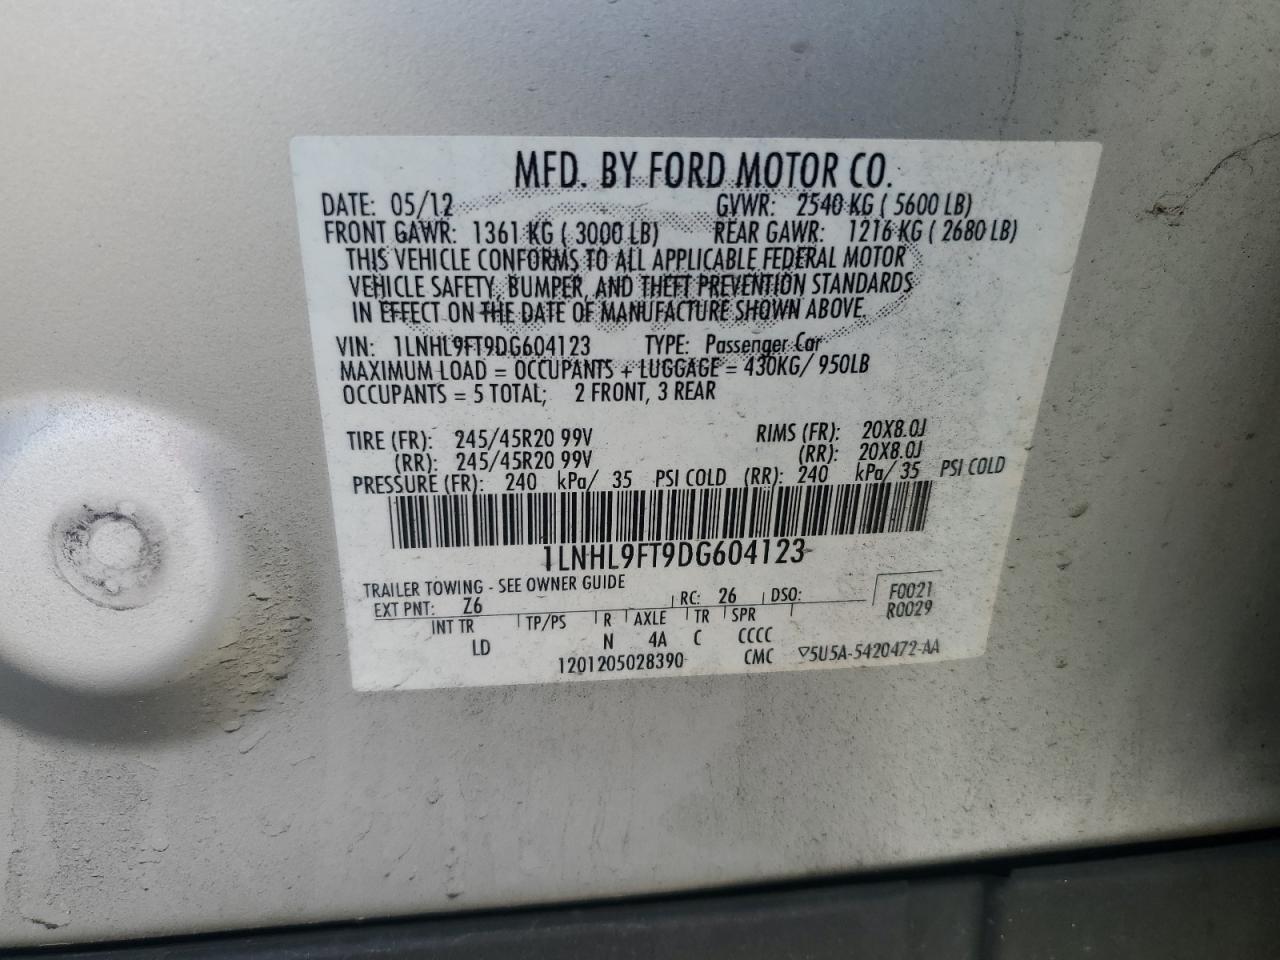 MFD. BY FORD MOTOR CO.
DATE: 05/12 GVWR: 2540 KG ( 5600 LB)
FRONT GAWR: 1361 KG ( 3000 LB) REAR GAWR: 1216 KG ( 2680 LB)
THIS VEHICLE CONFORMS TO ALL APPLICABLE FEDERAL MOTOR
VEHICLE SAFETY, BUMPER, AND THEFT PREVENTION STANDARDS
IN EFFECT ON THE DATE OF MANUFACTURE SHOWN ABOVE.
VIN: 1LNHL9FT9DG604123 TYPE: Passenger Car
MAXIMUM LOAD = OCCUPANTS + LUGGAGE = 430KG/ 950LB
OCCUPANTS = 5 TOTAL; 2 FRONT, 3 REAR
TIRE (FR): 245/45R20 99V RIMS (FR): 20X8.0J
(RR): 245/45R20 99V (RR): 20X8.0J
PRESSURE (FR): 240 kPa/ 35 PSI COLD (RR): 240 kPa/ 35 PSI COLD
1LNHL9FT9DG604123
TRAILER TOWING - SEE OWNER GUIDE
EXT PNT: Z6 RC: 26 DSO: F0021
R0029
INT TR TP/PS R AXLE TR SPR
LD N 4A C CCCC
1201205028390 CMC ▽5U5A-5420472-AA